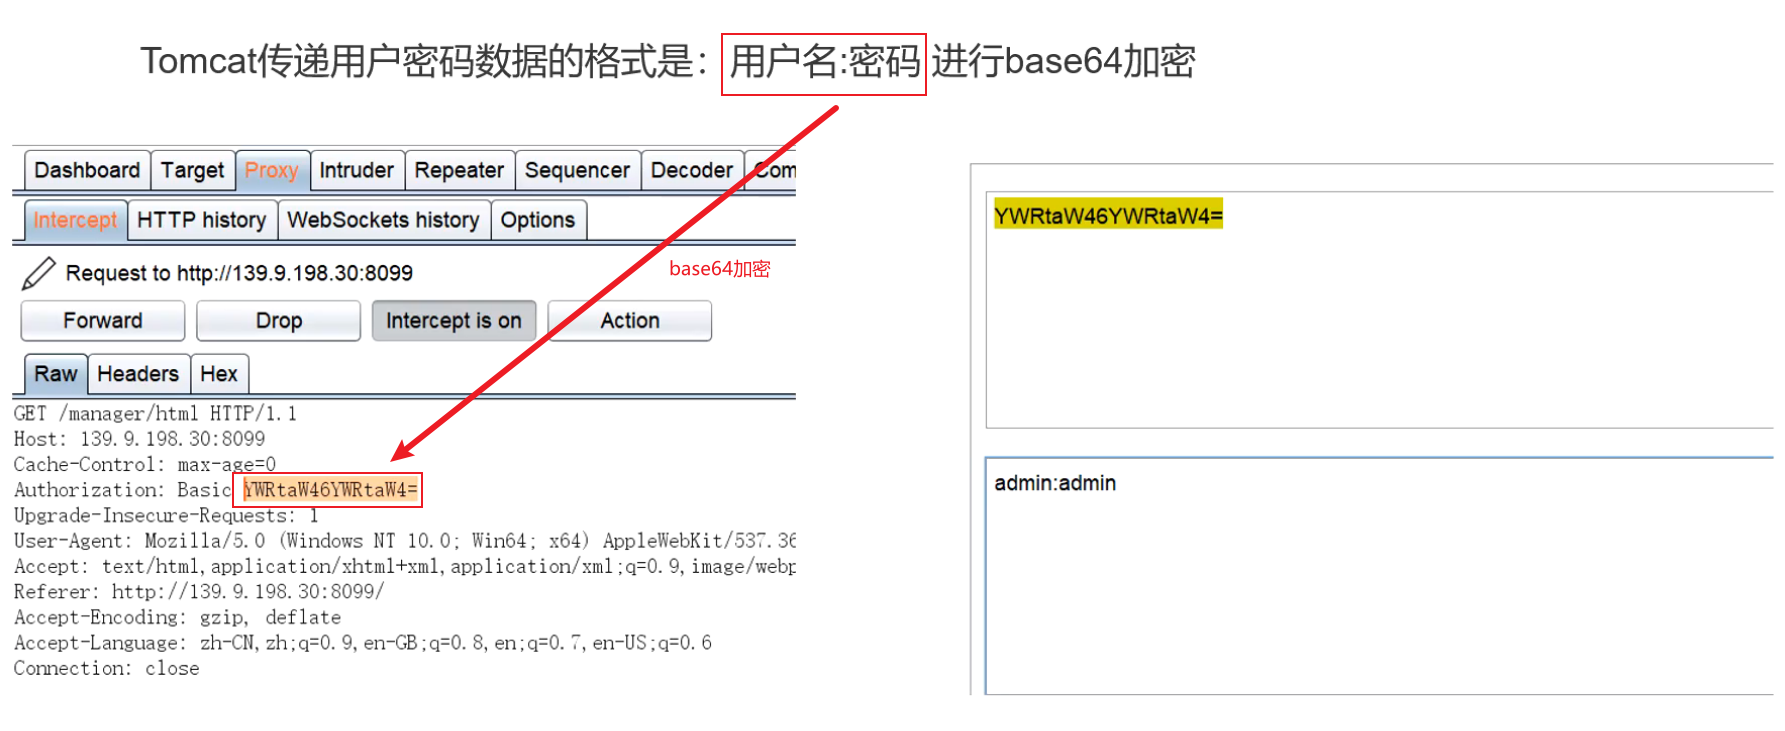 Tomcat传递用户密码数据的格式是：用户名:密码 进行base64加密
Dashboard Target Proxy Intruder Repeater Sequencer Decoder Com
Intercept HTTP history WebSockets history Options
Request to http://139.9.198.30:8099
base64加密
Forward Drop Intercept is on Action
Raw Headers Hex
GET /manager/html HTTP/1.1
Host: 139.9.198.30:8099
Cache-Control: max-age=0
Authorization: Basic YWRtaW46YWRtaW4=
Upgrade-Insecure-Requests: 1
User-Agent: Mozilla/5.0 (Windows NT 10.0; Win64; x64) AppleWebKit/537.36
Accept: text/html,application/xhtml+xml,application/xml;q=0.9,image/webp
Referer: http://139.9.198.30:8099/
Accept-Encoding: gzip, deflate
Accept-Language: zh-CN,zh;q=0.9,en-GB;q=0.8,en;q=0.7,en-US;q=0.6
Connection: close
YWRtaW46YWRtaW4=
admin:admin